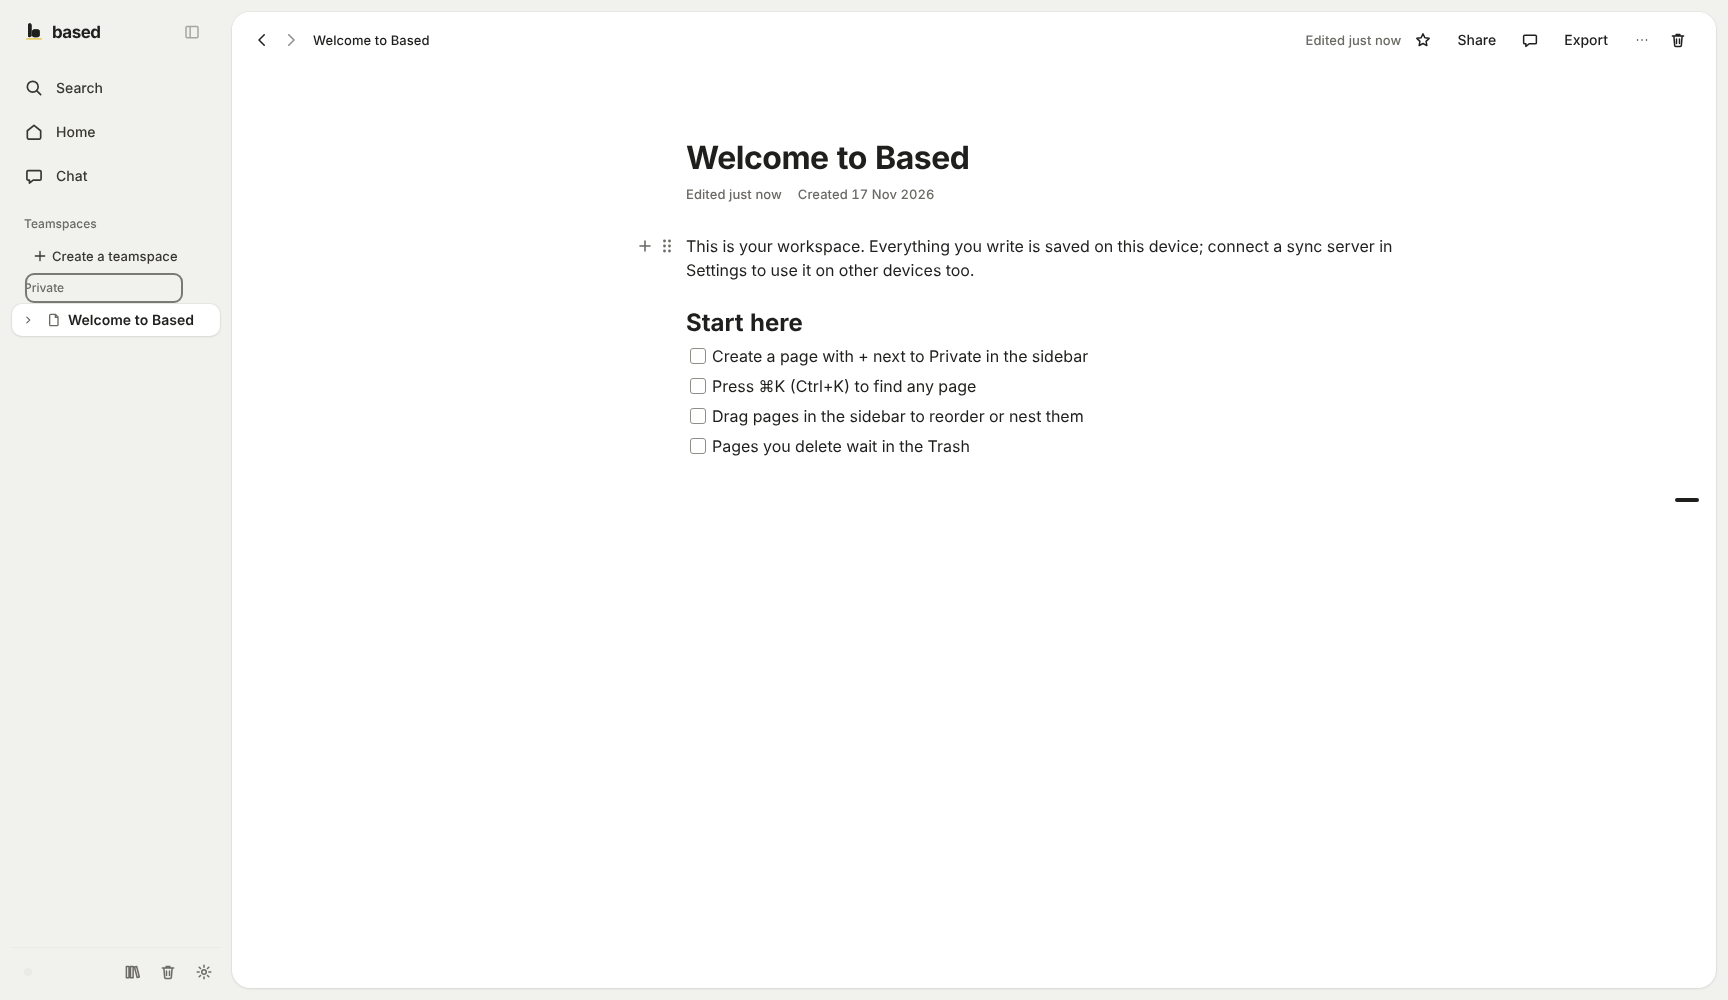 based
Search
Home
Chat
Teamspaces
Create a teamspace
Private
Welcome to Based
Welcome to Based
Edited just now
Share
Export
Welcome to Based
Edited just now Created 17 Nov 2026
This is your workspace. Everything you write is saved on this device; connect a sync server in
Settings to use it on other devices too.
Start here
Create a page with + next to Private in the sidebar
Press ⌘K (Ctrl+K) to find any page
Drag pages in the sidebar to reorder or nest them
Pages you delete wait in the Trash